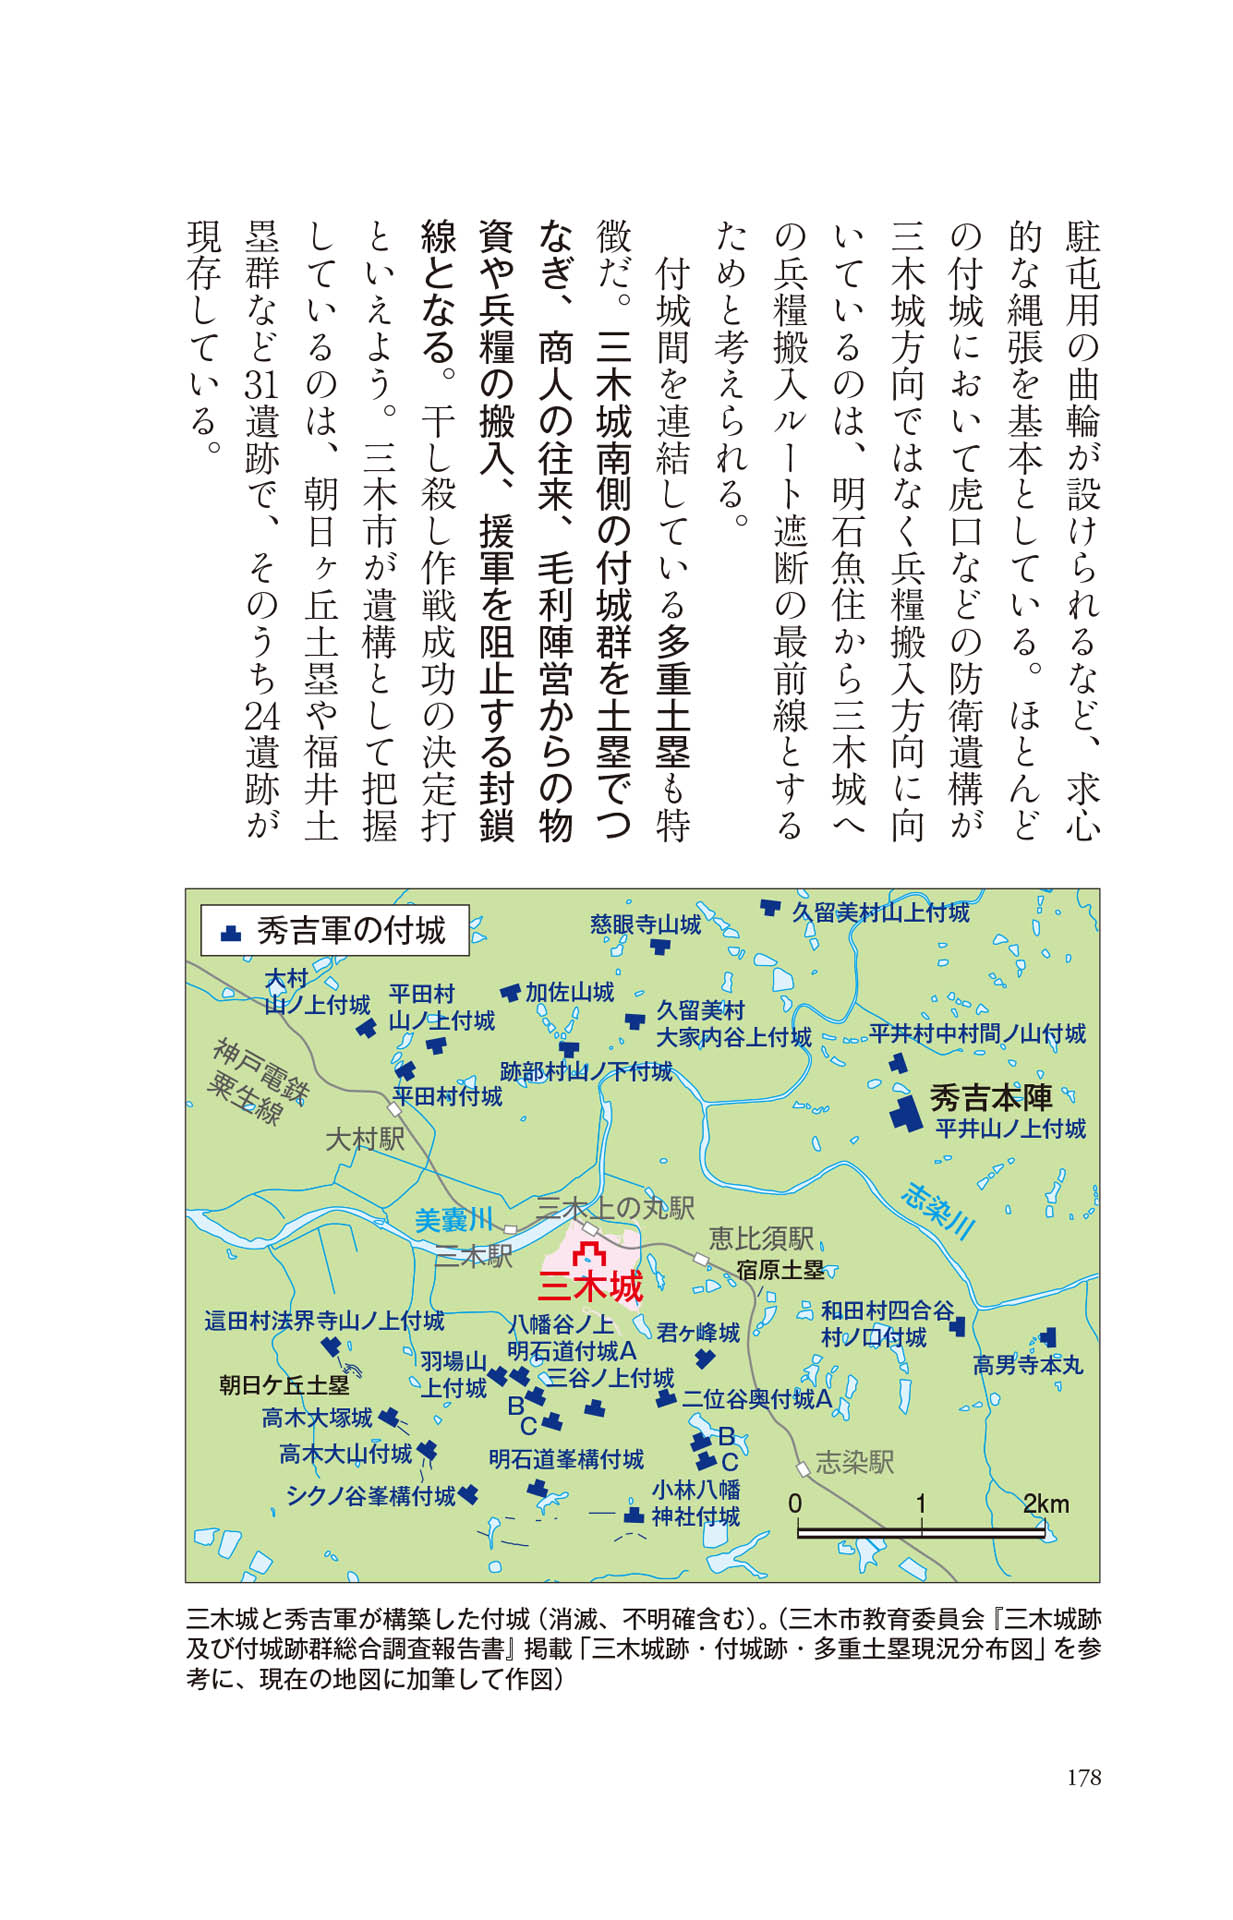 駐屯用の曲輪が設けられるなど、求心
的な縄張を基本としている。ほとんど
の付城において虎口などの防衛遺構が
三木城方向ではなく兵糧搬入方向に向
いているのは、明石魚住から三木城へ
の兵糧搬入ルート遮断の最前線とする
ためと考えられる。
付城間を連結している多重土塁も特
徴だ。三木城南側の付城群を土塁でつ
なぎ、商人の往来、毛利陣営からの物
資や兵糧の搬入、援軍を阻止する封鎖
線となる。干し殺し作戦成功の決定打
といえよう。三木市が遺構として把握
しているのは、朝日ヶ丘土塁や福井土
塁群など31遺跡で、そのうち24遺跡が
現存している。
秀吉軍の付城
慈眼寺山城
久留美村山上付城
大村
山ノ上付城
平田村
山ノ上付城
加佐山城
久留美村
大家内谷上付城
平井村中村間ノ山付城
神戸電鉄
粟生線
跡部村山ノ下付城
平田村付城
秀吉本陣
平井山ノ上付城
大村駅
美嚢川
三木上の丸駅
志染川
三木駅
恵比須駅
三木城
宿原土塁
這田村法界寺山ノ上付城
八幡谷ノ上
明石道付城A
B
C
君ケ峰城
和田村四合谷
村ノ口付城
高男寺本丸
羽場山
上付城
三谷ノ上付城
朝日ケ丘土塁
二位谷奥付城A
B
C
高木大塚城
高木大山付城
明石道峯構付城
志染駅
シクノ谷峯構付城
小林八幡
神社付城
0 1 2km
三木城と秀吉軍が構築した付城（消滅、不明確含む）。（三木市教育委員会『三木城跡
及び付城跡群総合調査報告書』掲載「三木城跡・付城跡・多重土塁現況分布図」を参
考に、現在の地図に加筆して作図）
178